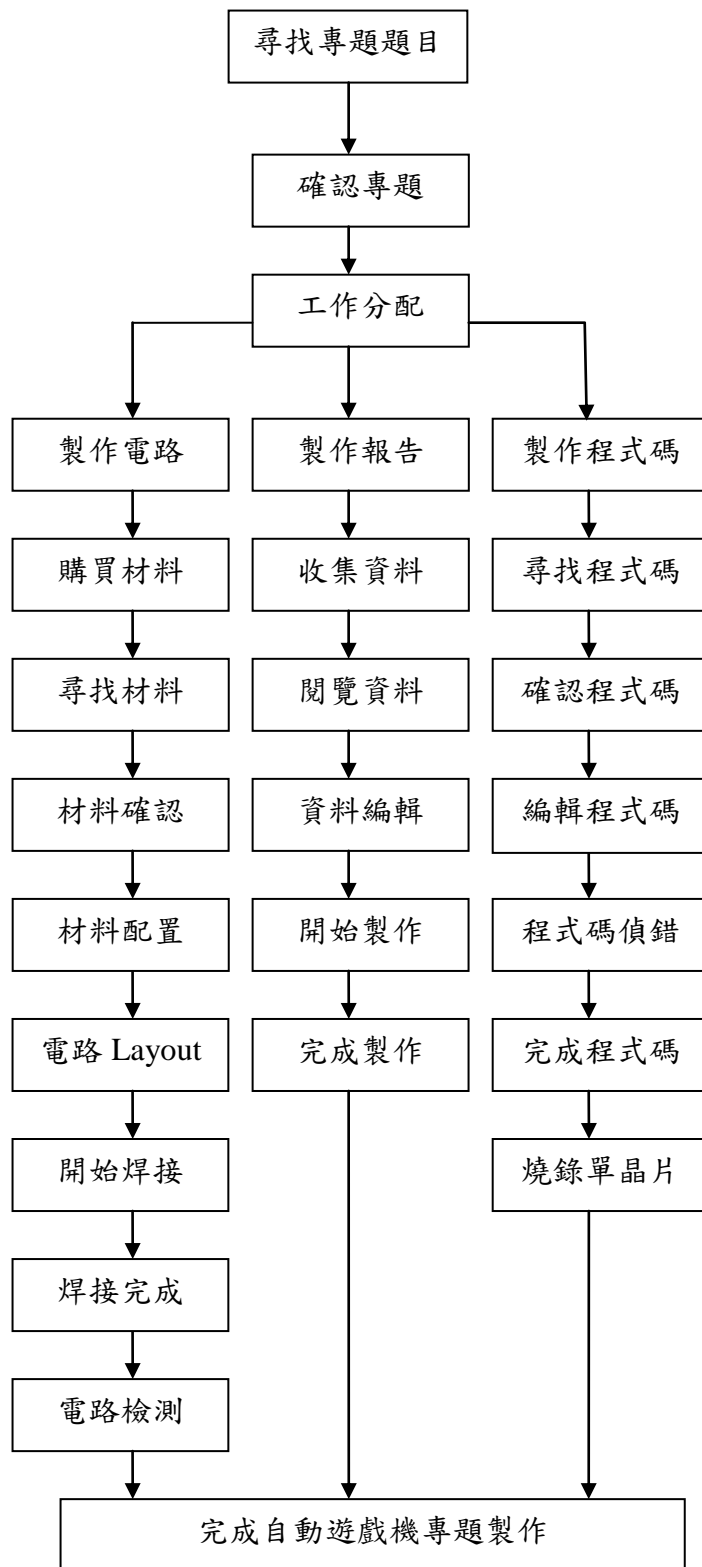 尋找專題題目
確認專題
工作分配
製作電路
購買材料
尋找材料
材料確認
材料配置
電路 Layout
開始焊接
焊接完成
電路檢測
製作報告
收集資料
閱覽資料
資料編輯
開始製作
完成製作
製作程式碼
尋找程式碼
確認程式碼
編輯程式碼
程式碼偵錯
完成程式碼
燒錄單晶片
完成自動遊戲機專題製作